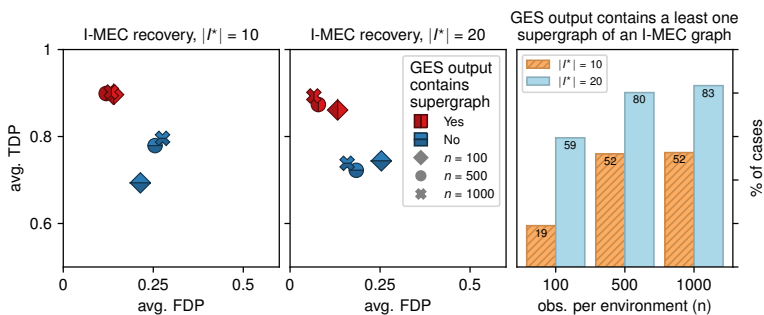 I-MEC recovery, |I*| = 10
avg. TDP
1
0.8
0.6
0
0.25
0.5
avg. FDP
I-MEC recovery, |I*| = 20
GES output
contains
supergraph
Yes
No
n = 100
n = 500
n = 1000
0
0.25
0.5
avg. FDP
GES output contains a least one
supergraph of an I-MEC graph
|I*| = 10
|I*| = 20
19
59
52
80
52
83
100
500
1000
obs. per environment (n)
% of cases